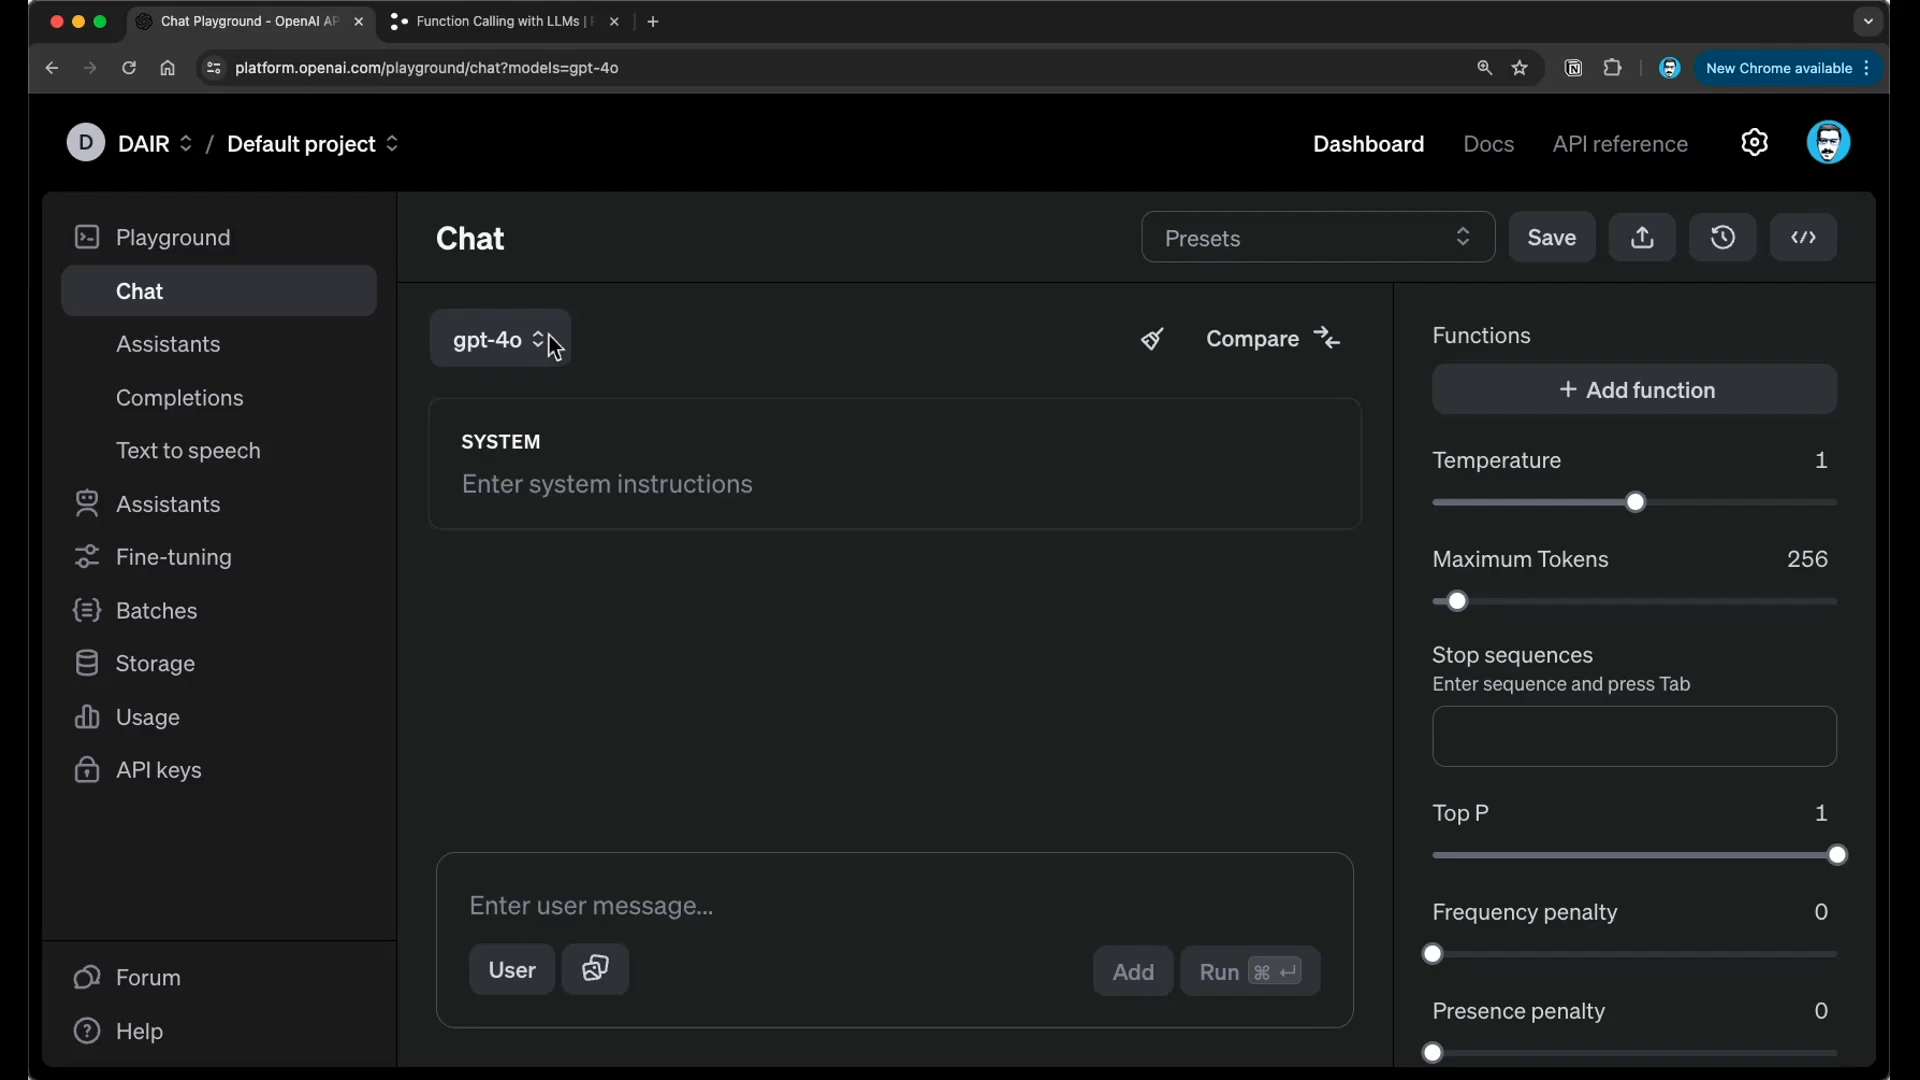 Chat Playground - OpenAI AP
Function Calling with LLMs |
platform.openai.com/playground/chat?models=gpt-4o
New Chrome available
D DAIR / Default project
Dashboard Docs API reference
Playground
Chat
Assistants
Completions
Text to speech
Assistants
Fine-tuning
Batches
Storage
Usage
API keys
Forum
Help
Chat
Presets
Save
gpt-4o
Compare
SYSTEM
Enter system instructions
Enter user message...
User
Add
Run ⌘ ↵
Functions
+ Add function
Temperature 1
Maximum Tokens 256
Stop sequences
Enter sequence and press Tab
Top P 1
Frequency penalty 0
Presence penalty 0